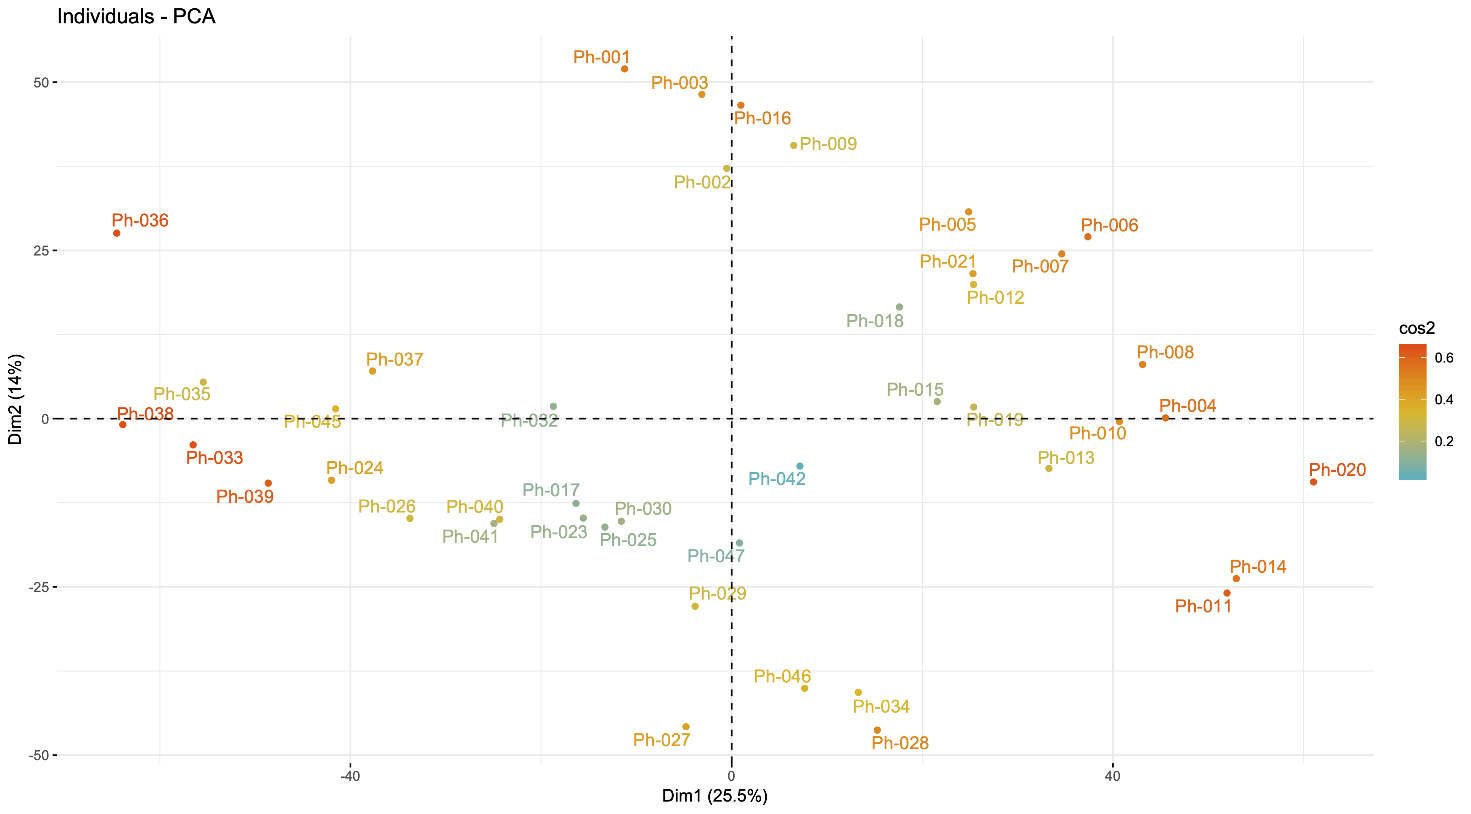 Individuals - PCA
Ph-001
Ph-003
50
Ph-016
Ph-009
Ph-002
Ph-036
Ph-005
Ph-006
25
Ph-021
Ph-007
Ph-012
Ph-018
cos2
Ph-037
Ph-008
0.6
Ph-035
Ph-015
0.4
Ph-038
Ph-004
0
Ph-045
Ph-032
Ph-019
Ph-010
0.2
Dim2 (14%)
Ph-033
Ph-013
Ph-024
Ph-020
Ph-042
Ph-039
Ph-017
Ph-026
Ph-040
Ph-030
Ph-041
Ph-023
Ph-025
Ph-047
Ph-014
-25
Ph-029
Ph-011
Ph-046
Ph-034
Ph-027
Ph-028
-50
-40
0
40
Dim1 (25.5%)